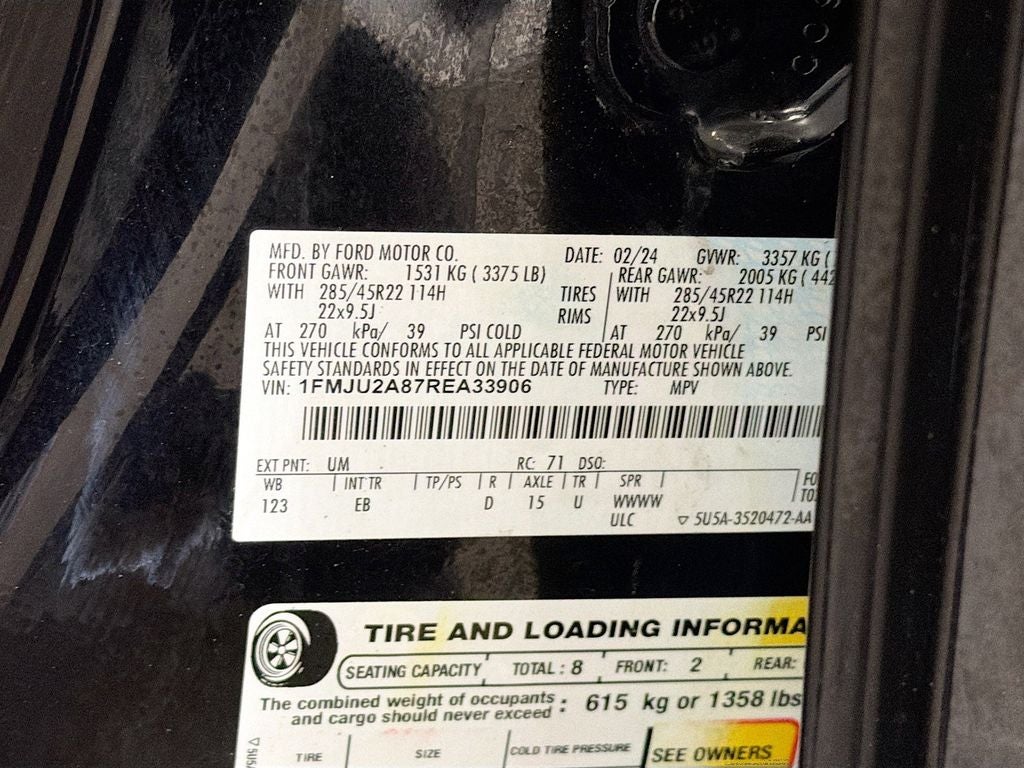 MFD. BY FORD MOTOR CO. DATE: 02/24 GVWR: 3357 KG (
FRONT GAWR: 1531 KG ( 3375 LB) REAR GAWR: 2005 KG ( 442
WITH 285/45R22 114H TIRES WITH 285/45R22 114H
22x9.5J RIMS 22x9.5J
AT 270 kPa/ 39 PSI COLD AT 270 kPa/ 39 PSI
THIS VEHICLE CONFORMS TO ALL APPLICABLE FEDERAL MOTOR VEHICLE
SAFETY STANDARDS IN EFFECT ON THE DATE OF MANUFACTURE SHOWN ABOVE.
VIN: 1FMJU2A87REA33906 TYPE: MPV
EXT PNT: UM RC: 71 DSO:
WB INT TR TP/PS R AXLE TR SPR FO
123 EB D 15 U WWWW TO
ULC ▽ 5U5A-3520472-AA
TIRE AND LOADING INFORMA
SEATING CAPACITY TOTAL : 8 FRONT: 2 REAR:
The combined weight of occupants : 615 kg or 1358 lbs
and cargo should never exceed
TIRE SIZE COLD TIRE PRESSURE SEE OWNERS